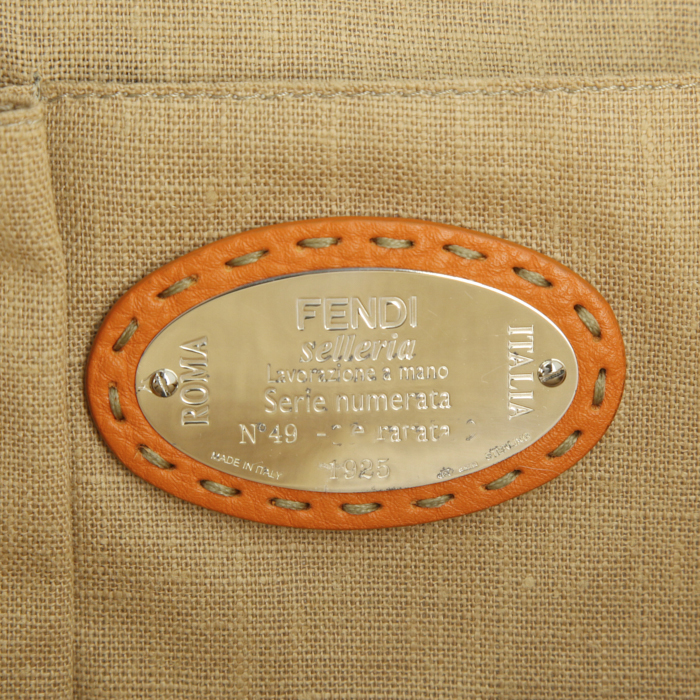 FENDI
selleria
Lavorazione a mano
Serie numerata
N° 49
1925
ROMA
ITALIA
MADE IN ITALY